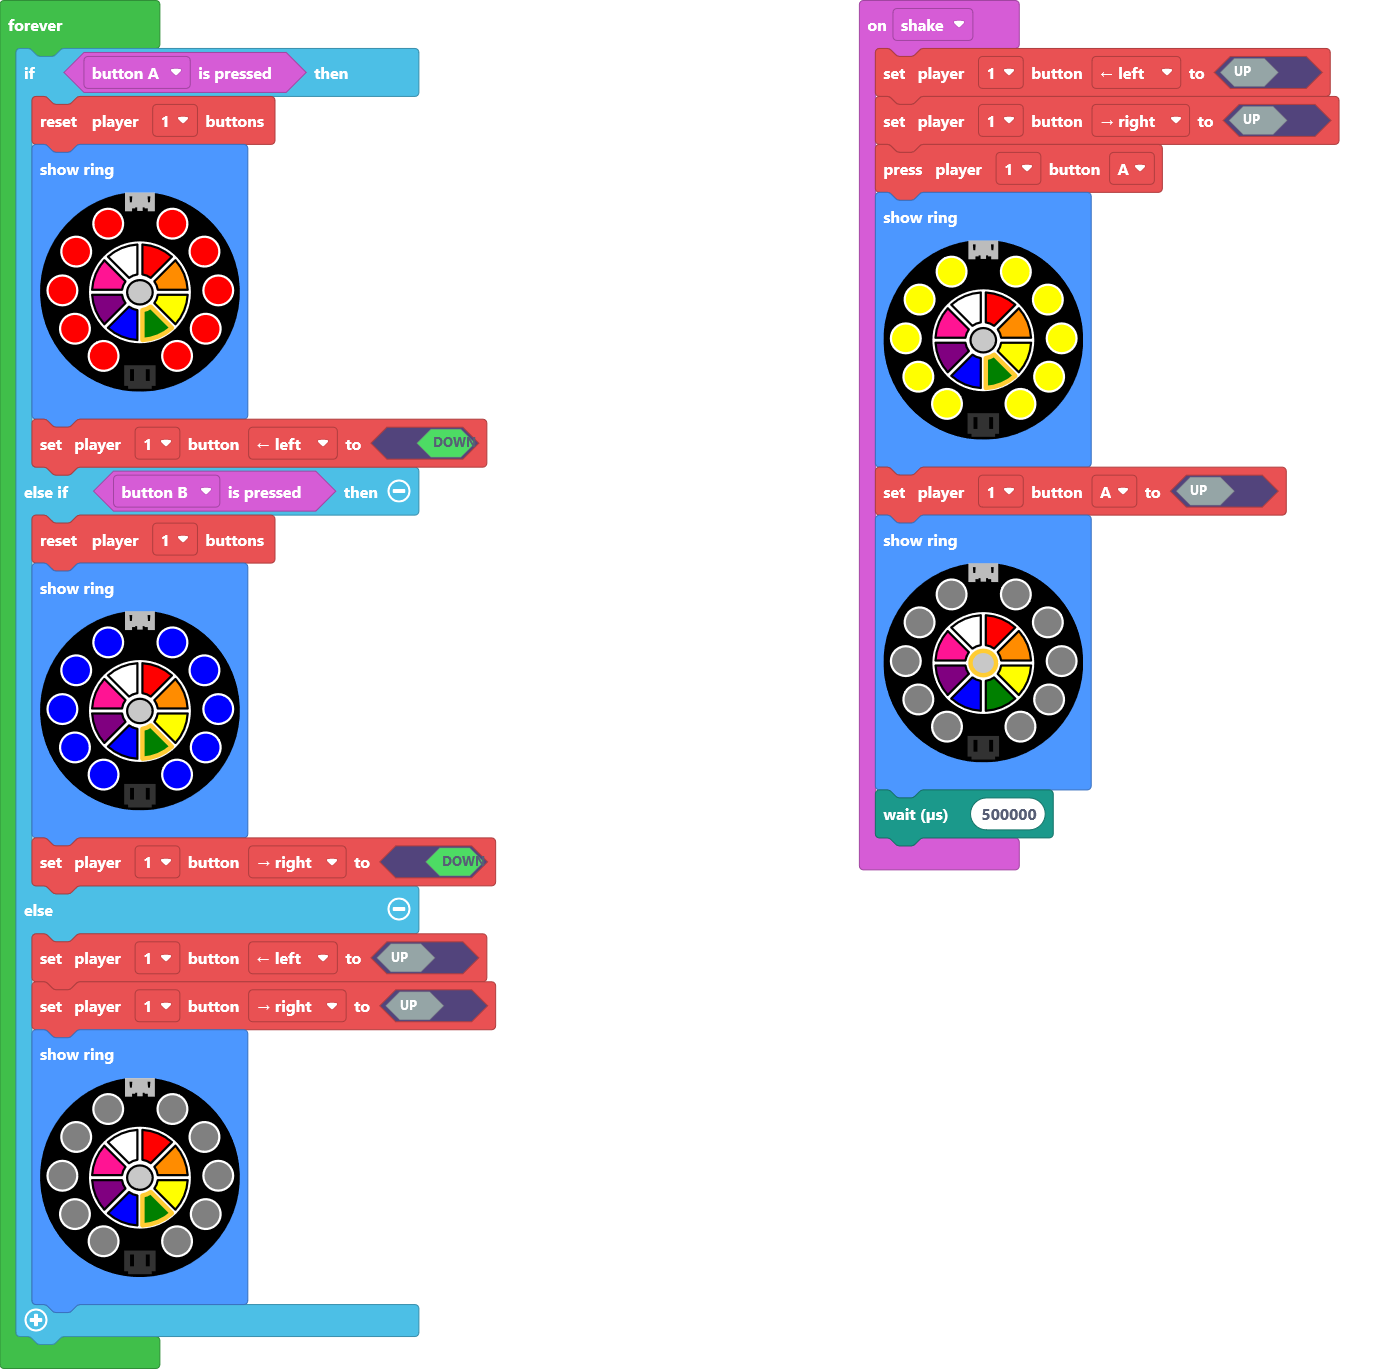 forever
if button A is pressed then
reset player 1 buttons
show ring
set player 1 button ← left to DOWN
else if button B is pressed then
reset player 1 buttons
show ring
set player 1 button → right to DOWN
else
set player 1 button ← left to UP
set player 1 button → right to UP
show ring
on shake
set player 1 button ← left to UP
set player 1 button → right to UP
press player 1 button A
show ring
set player 1 button A to UP
show ring
wait (µs) 500000